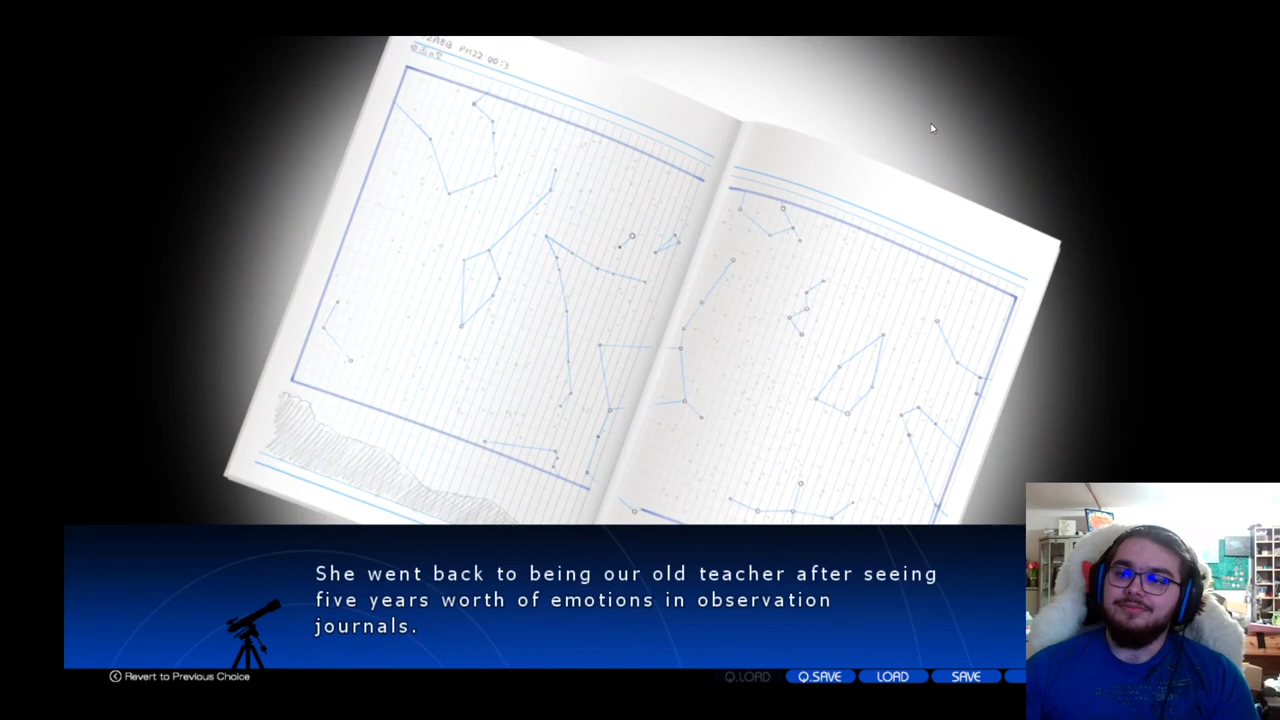 She went back to being our old teacher after seeing
five years worth of emotions in observation
journals.
Revert to Previous Choice
Q.LOAD
Q.SAVE
LOAD
SAVE